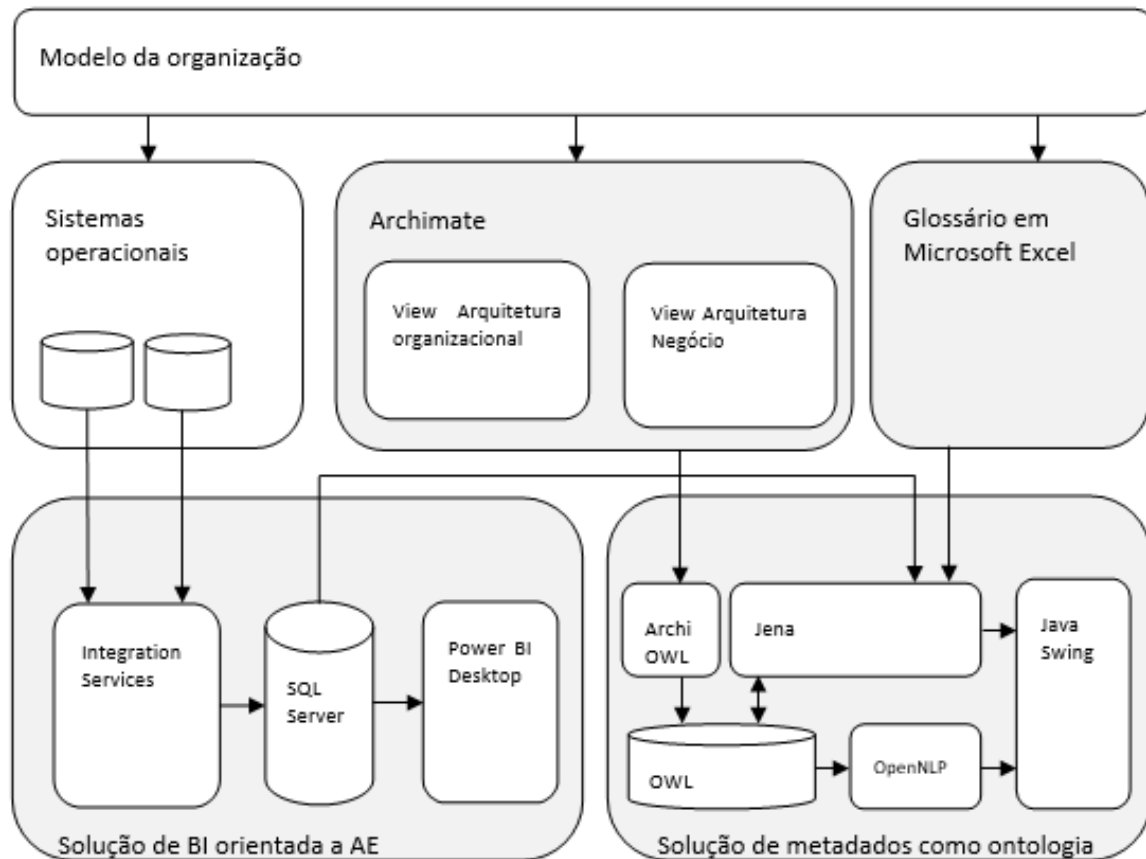 Modelo da organização
Sistemas
operacionais
Archimate
View Arquitetura
organizacional
View Arquitetura
Negócio
Glossário em
Microsoft Excel
Integration
Services
SQL
Server
Power BI
Desktop
Solução de BI orientada a AE
Archi
OWL
Jena
Java
Swing
OWL
OpenNLP
Solução de metadados como ontologia